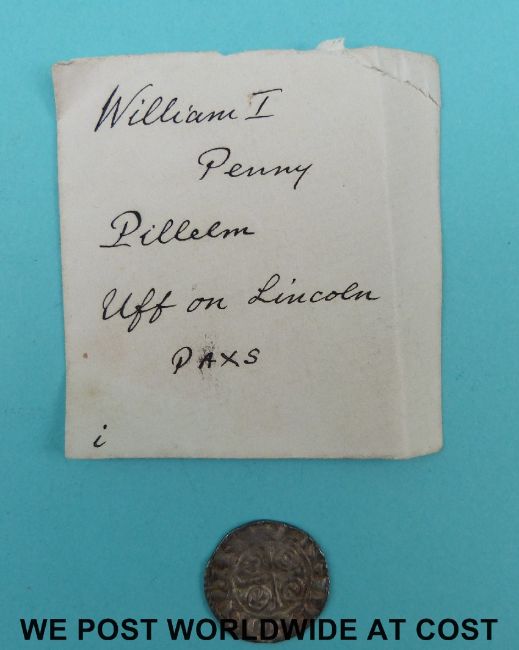 William I
Penny
Pillelm
Uff on Lincoln
PAXS
i
WE POST WORLDWIDE AT COST